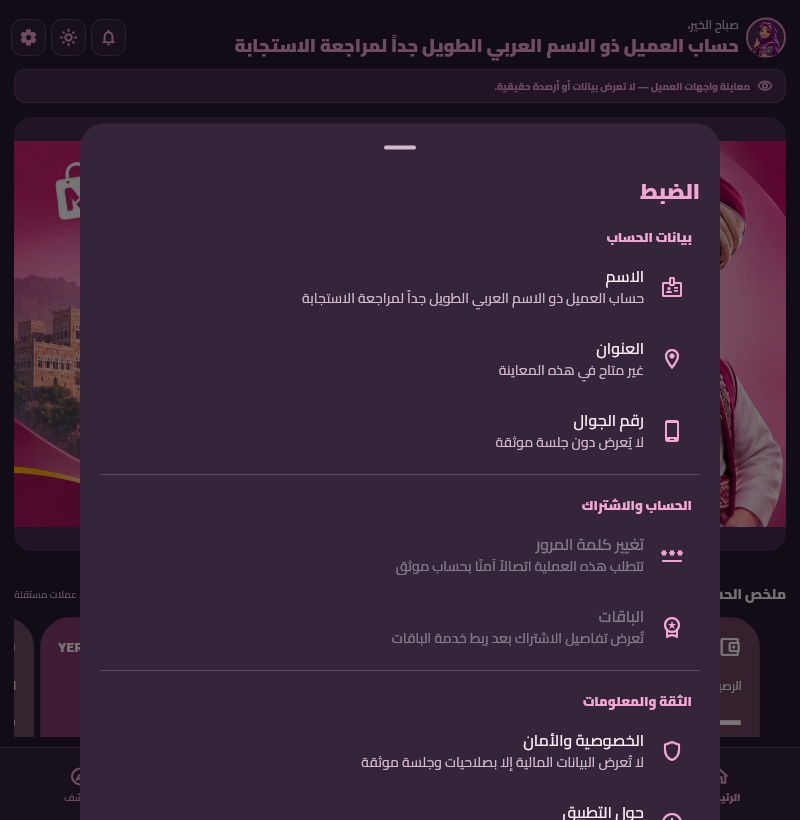 صباح الخير،
حساب العميل ذو الاسم العربي الطويل جداً لمراجعة الاستجابة
معاينة واجهات العميل — لا تعرض بيانات أو أرصدة حقيقية.
الضبط
بيانات الحساب
الاسم
حساب العميل ذو الاسم العربي الطويل جداً لمراجعة الاستجابة
العنوان
غير متاح في هذه المعاينة
رقم الجوال
لا يُعرض دون جلسة موثقة
الحساب والاشتراك
تغيير كلمة المرور
تتطلب هذه العملية اتصالاً آمنًا بحساب موثق
الباقات
تُعرض تفاصيل الاشتراك بعد ربط خدمة الباقات
الثقة والمعلومات
الخصوصية والأمان
لا تُعرض البيانات المالية إلا بصلاحيات وجلسة موثقة
حول التطبيق
ملخص
عملات مستقلة
YER